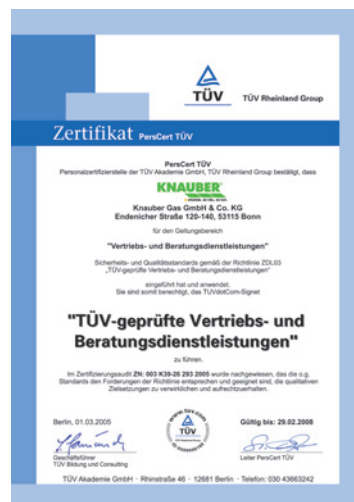 TÜV
TÜV Rheinland Group
Zertifikat PersCert TÜV
PersCert TÜV
Personalzertifizierstelle der TÜV Akademie GmbH, TÜV Rheinland Group bestätigt, dass
KNAUBER
Knauber Gas GmbH & Co. KG
Endenicher Straße 120-140, 53115 Bonn
für den Geltungsbereich
"Vertriebs- und Beratungsdienstleistungen"
Sicherheits- und Qualitätsstandards gemäß der Richtlinie ZDL03
„TÜV-geprüfte Vertriebs- und Beratungsdienstleistungen"
eingeführt hat und anwendet.
Sie sind somit berechtigt, das TUVdotCom-Signet
"TÜV-geprüfte Vertriebs- und
Beratungsdienstleistungen"
zu führen.
Im Zertifizierungsaudit ZN: 003 K39-26 293 2005 wurde nachgewiesen, dass die o.g.
Standards den Forderungen der Richtlinie entsprechen und geeignet sind, die qualitativen
Zielsetzungen zu verwirklichen und aufrechtzuerhalten.
Berlin, 01.03.2005
www.tuv.com
TÜV
Gültig bis: 29.02.2008
Geschäftsführer
TÜV Bildung und Consulting
Leiter PersCert TÜV
TÜV Akademie GmbH · Rhinstraße 46 · 12681 Berlin · Telefon: 030 43663242